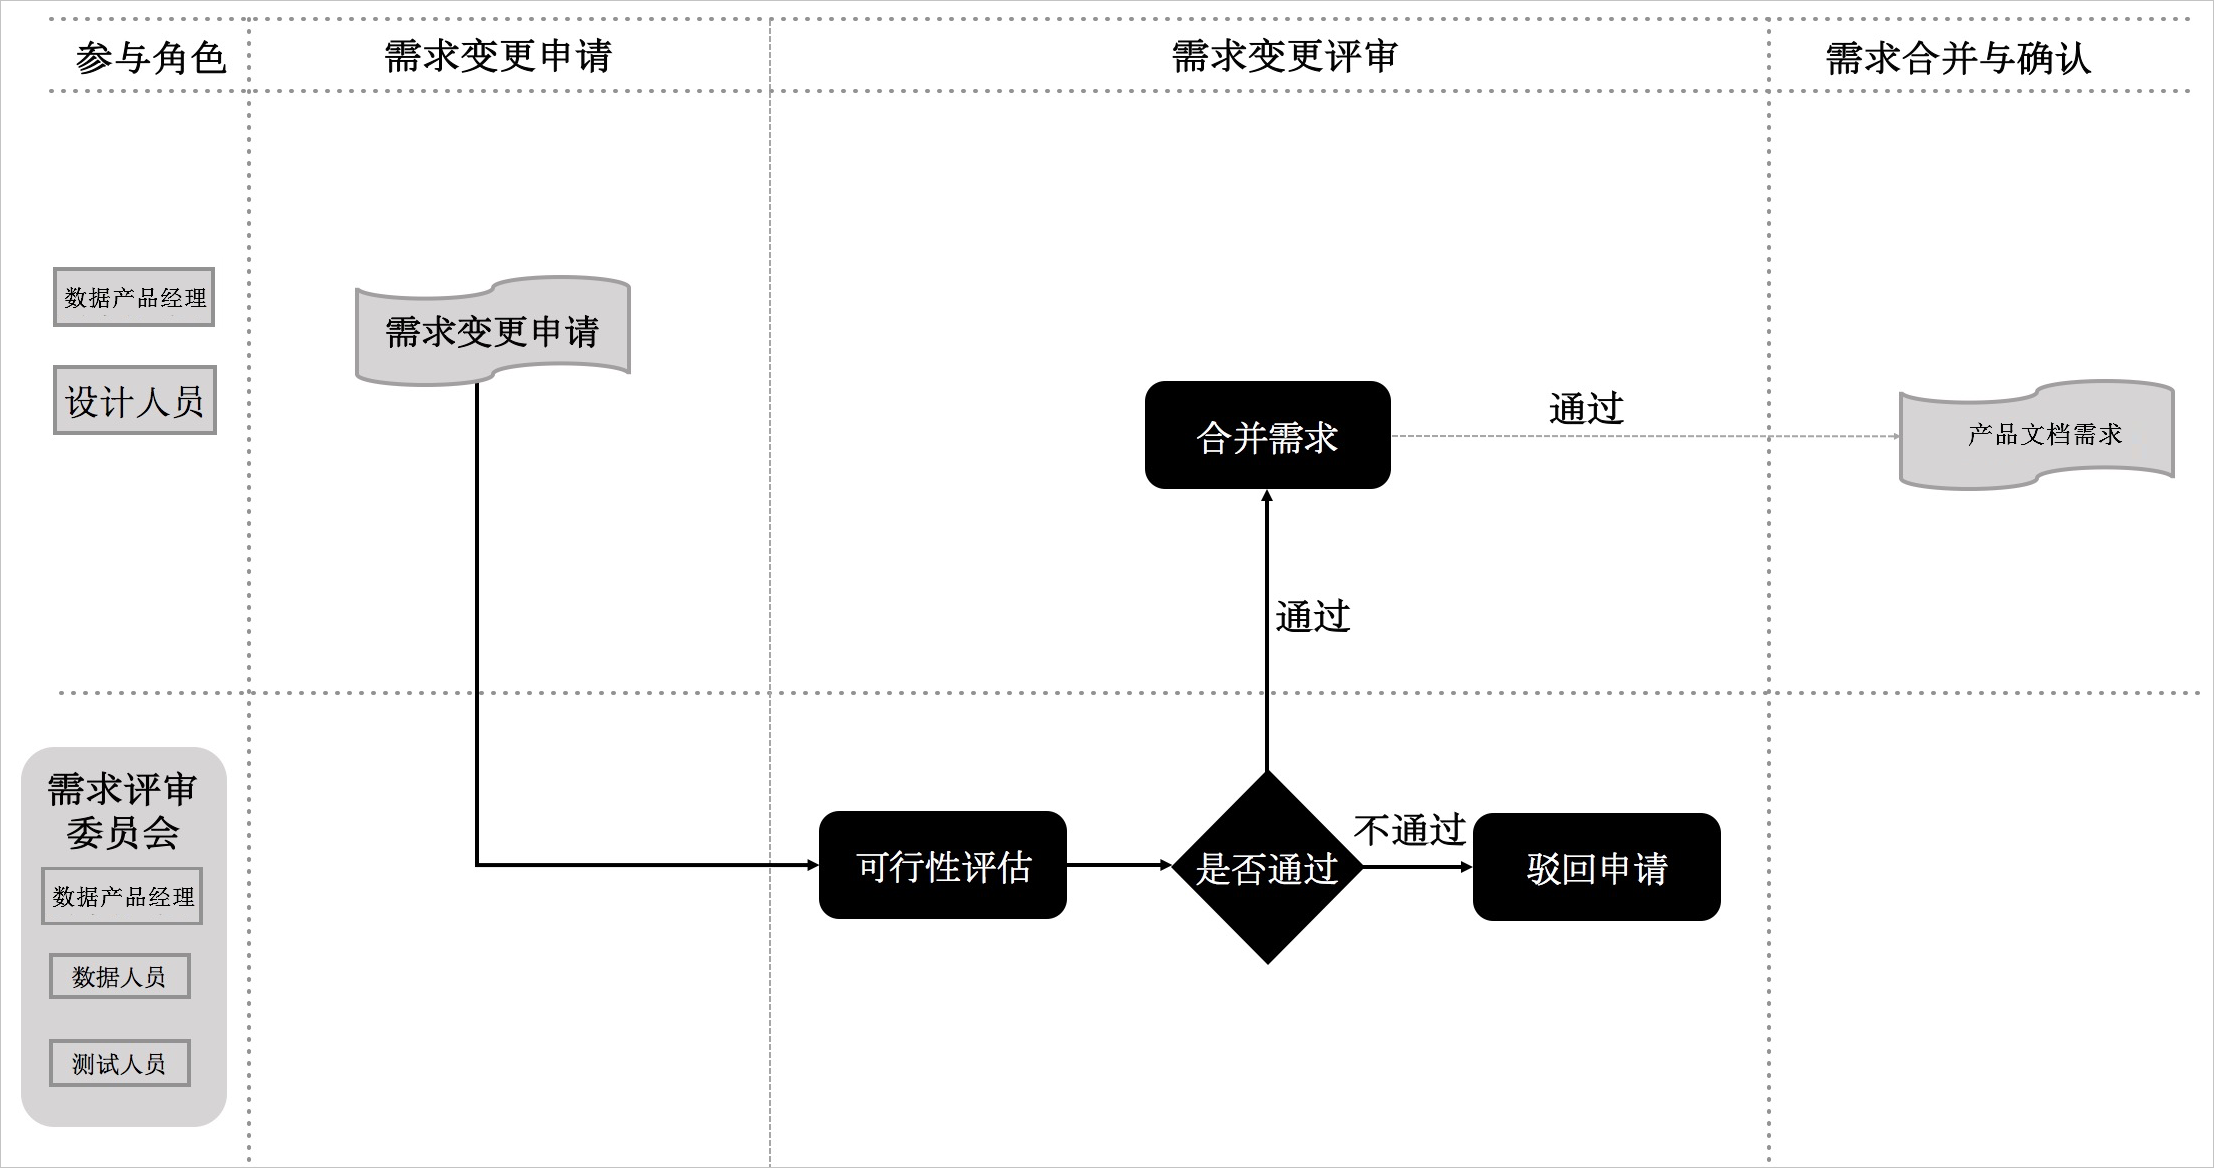 参与角色
需求变更申请
需求变更评审
需求合并与确认
数据产品经理
设计人员
需求变更申请
合并需求
通过
产品文档需求
通过
需求评审
委员会
数据产品经理
数据人员
测试人员
可行性评估
是否通过
不通过
驳回申请